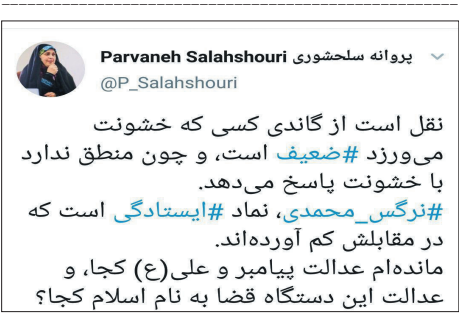 Parvaneh Salahshouri پروانه سلحشوری
@P_Salahshouri
نقل است از گاندی کسی که خشونت
می‌ورزد #ضعیف است، و چون منطق ندارد
با خشونت پاسخ می‌دهد.
#نرگس_محمدی، نماد #ایستادگی است که
در مقابلش کم آورده‌اند.
مانده‌ام عدالت پیامبر و علی(ع) کجا، و
عدالت این دستگاه قضا به نام اسلام کجا؟